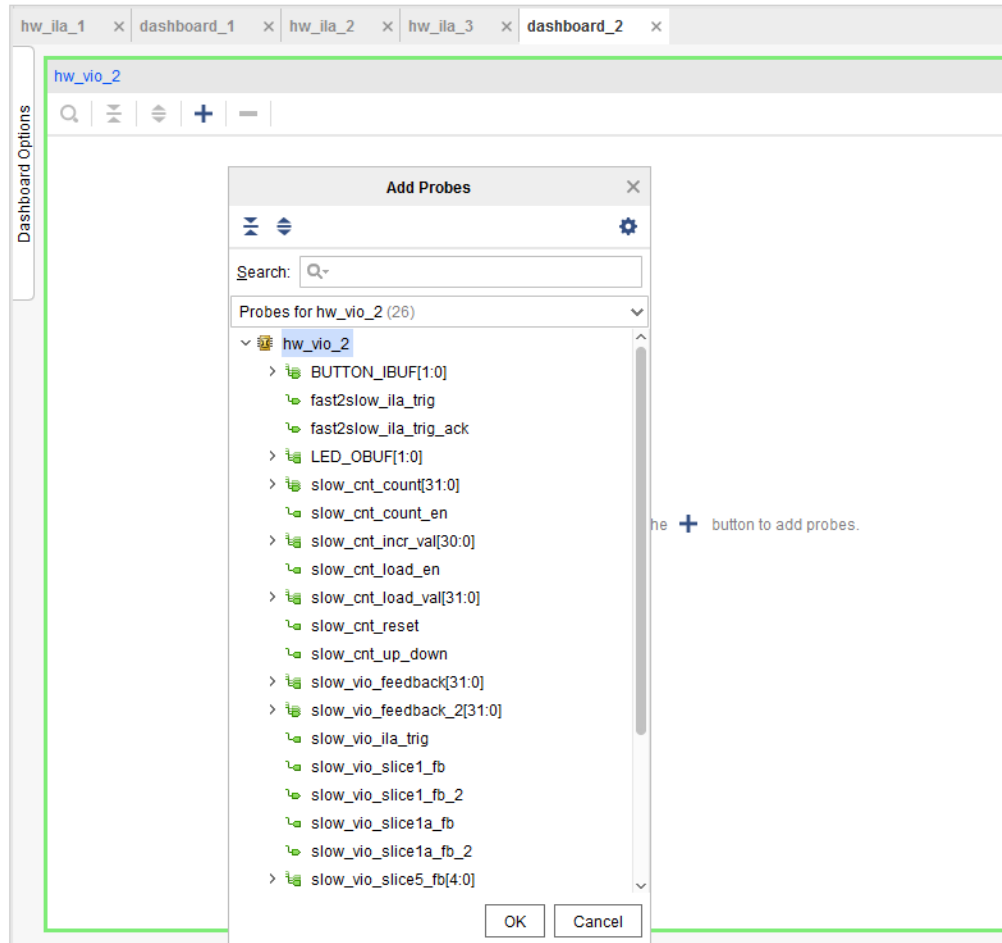 hw_ila_1 dashboard_1 hw_ila_2 hw_ila_3 dashboard_2
Dashboard Options
hw_vio_2
Add Probes
Search:
Probes for hw_vio_2 (26)
hw_vio_2
BUTTON_IBUF[1:0]
fast2slow_ila_trig
fast2slow_ila_trig_ack
LED_OBUF[1:0]
slow_cnt_count[31:0]
slow_cnt_count_en
he + button to add probes.
slow_cnt_incr_val[30:0]
slow_cnt_load_en
slow_cnt_load_val[31:0]
slow_cnt_reset
slow_cnt_up_down
slow_vio_feedback[31:0]
slow_vio_feedback_2[31:0]
slow_vio_ila_trig
slow_vio_slice1_fb
slow_vio_slice1_fb_2
slow_vio_slice1a_fb
slow_vio_slice1a_fb_2
slow_vio_slice5_fb[4:0]
OK Cancel